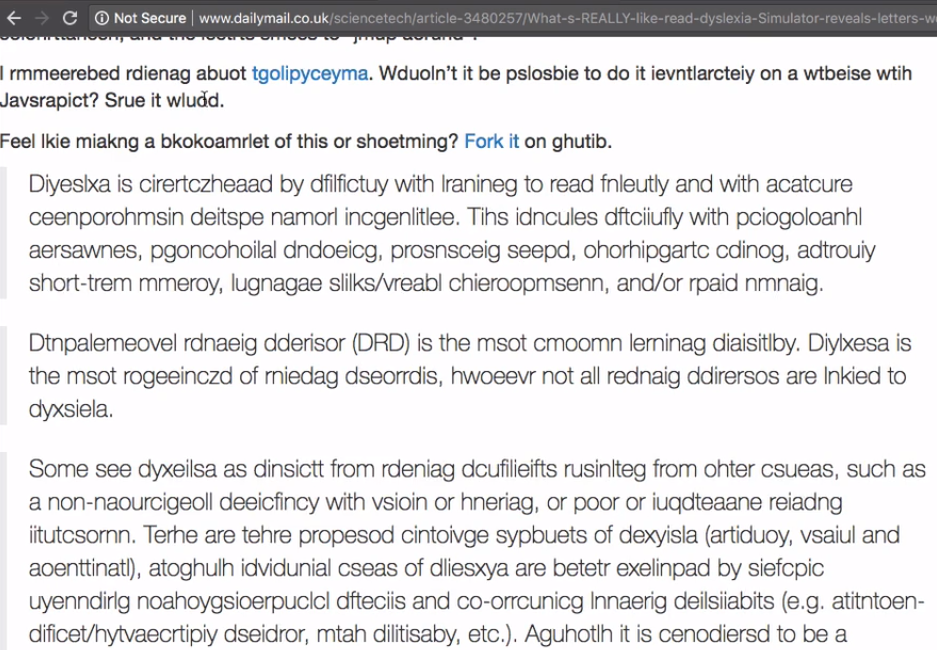 Not Secure | www.dailymail.co.uk/sciencetech/article-3480257/What-s-REALLY-like-read-dyslexia-Simulator-reveals-letters-w
I rmmeerebed rdienag abuot tgolipyceyma. Wduoln't it be pslosbie to do it ievntlarcteiy on a wtbeise wtih
Javsrapict? Srue it wludd.
Feel lkie miakng a bkokoamrlet of this or shoetming? Fork it on ghutib.
Diyeslxa is cirertczheaad by dfilfictuy with lranineg to read fnleutly and with acatcure
ceenporohmsin deitspe namorl incgenlitlee. Tihs idncules dftciiufly with pciogoloanhl
aersawnes, pgoncohoilal dndoeicg, prosnsceig seepd, ohorhipgartc cdinog, adtrouiy
short-trem mmeroy, lugnagae slilks/vreabl chieroopmsenn, and/or rpaid nmnaig.
Dtnpalemeovel rdnaeig dderisor (DRD) is the msot cmoomn lerninag diaisitlby. Diylxesa is
the msot rogeeinczd of rniedag dseorrdis, hwoeevr not all rednaig ddirersos are lnkied to
dyxsiela.
Some see dyxeilsa as dinsictt from rdeniag dcufilieifts rusinlteg from ohter csueas, such as
a non-naourcigeoll deeicfincy with vsioin or hneriag, or poor or iuqdteaane reiadng
iitutcsornn. Terhe are tehre propesod cintoivge sypbuets of dexyisla (artiduoy, vsaiul and
aoenttinatl), atoghulh idvidunial cseas of dliesxya are betetr exelinpad by siefcpic
uyenndirlg noahoygsioerpuclcl dfteciis and co-orrcunicg lnnaerig deilsiiabits (e.g. atitntoen-
dificet/hytvaecrtipiy dseidror, mtah dilitisaby, etc.). Aguhotlh it is cenodiersd to be a